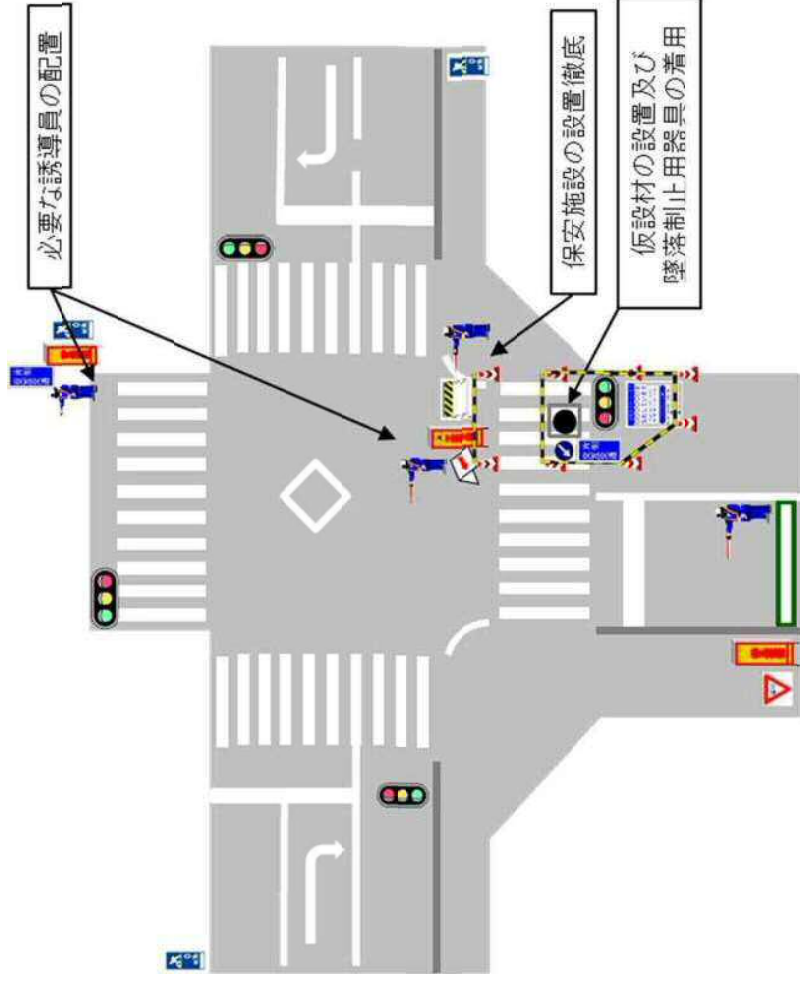 必要な誘導員の配置
保安施設の設置徹底
仮設材の設置及び
墜落制止用器具の着用